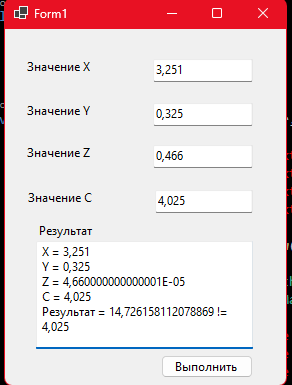 Form1
Значение X
3,251
Значение Y
0,325
Значение Z
0,466
Значение C
4,025
Результат
X = 3,251
Y = 0,325
Z = 4,660000000000001E-05
C = 4,025
Результат = 14,726158112078869 !=
4,025
Выполнить